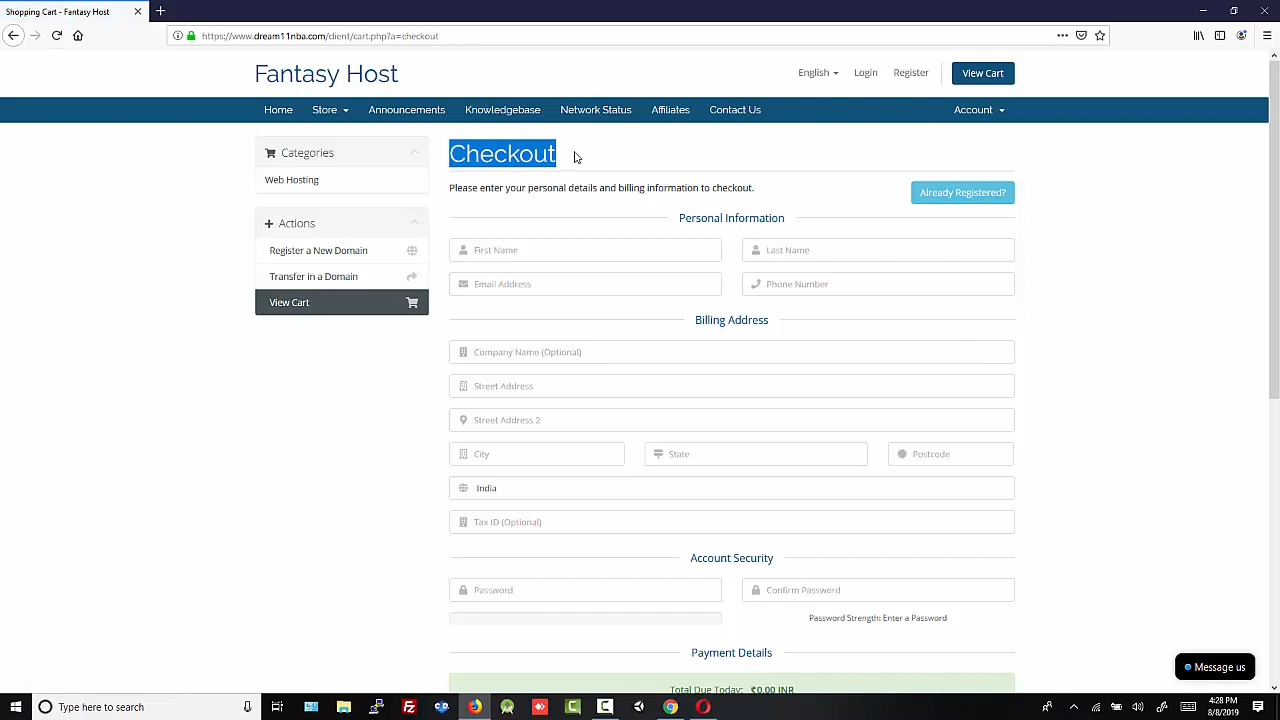 Shopping Cart - Fantasy Host
https://www.dream11nba.com/client/cart.php?a=checkout
Fantasy Host
English
Login
Register
View Cart
Home
Store
Announcements
Knowledgebase
Network Status
Affiliates
Contact Us
Account
Categories
Web Hosting
Actions
Register a New Domain
Transfer in a Domain
View Cart
Checkout
Please enter your personal details and billing information to checkout.
Already Registered?
Personal Information
First Name
Last Name
Email Address
Phone Number
Billing Address
Company Name (Optional)
Street Address
Street Address 2
City
State
Postcode
India
Tax ID (Optional)
Account Security
Password
Confirm Password
Password Strength: Enter a Password
Payment Details
Total Due Today: ₹0.00 INR
Message us
Type here to search
4:28 PM
8/8/2019